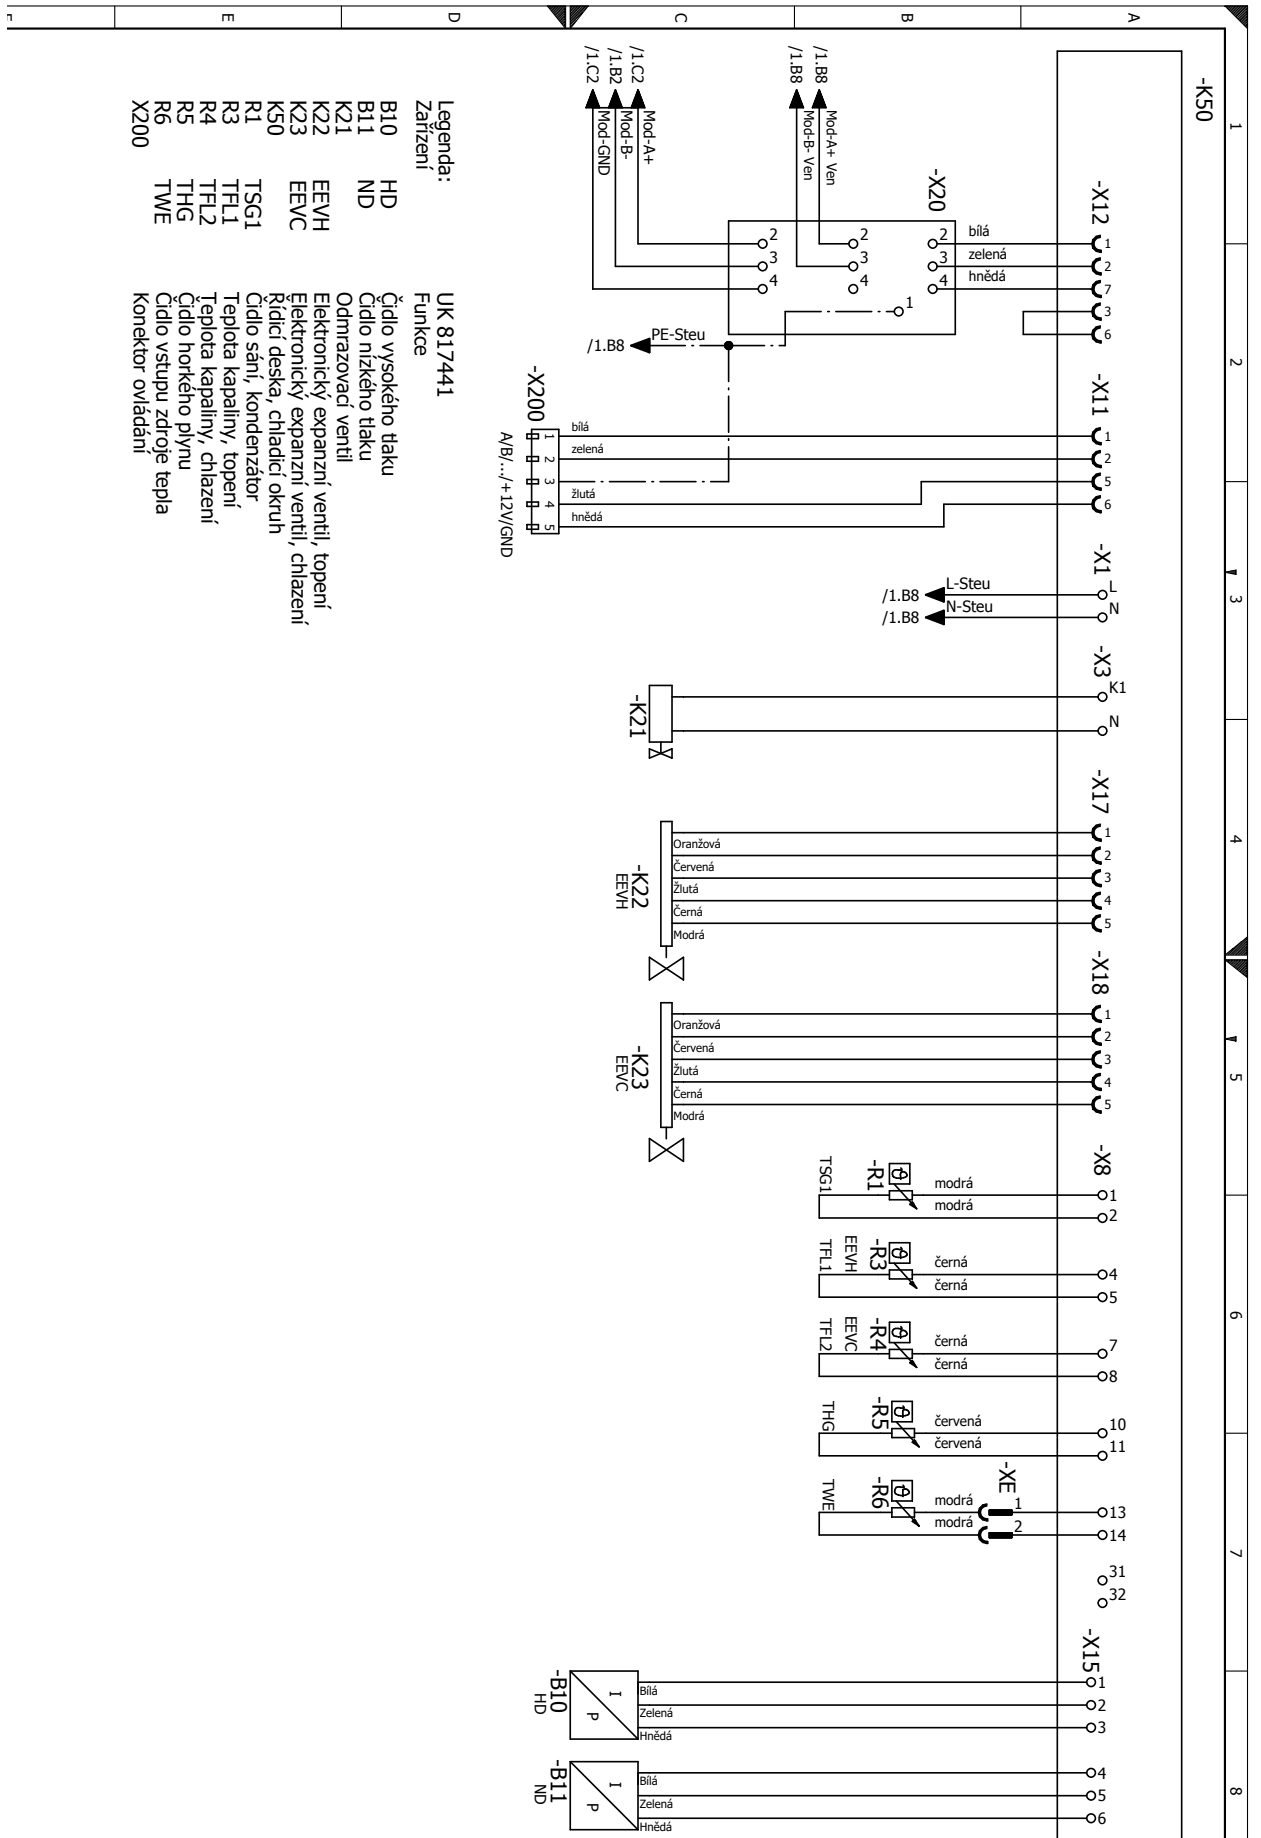 F
E
D
C
B
A
1
2
3
4
5
6
7
8
-K50
/1.C2
/1.B2
/1.C2
/1.B8
/1.B8
Mod-GND
Mod-B-
Mod-A+
Mod-B- Ven
Mod-A+ Ven
-X20
2
3
4
2
3
4
2
3
4
1
bílá
zelená
hnědá
-X12
1
2
7
3
6
PE-Steu
/1.B8
-X200
A/B/.../+12V/GND
1
2
3
4
5
bílá
zelená
žlutá
hnědá
-X11
1
2
5
6
-X1
L
N
L-Steu
/1.B8
N-Steu
/1.B8
-X3
K1
N
-K21
-X17
1
2
3
4
5
Oranžová
Červená
Žlutá
Černá
Modrá
-K22
EEVH
-X18
1
2
3
4
5
Oranžová
Červená
Žlutá
Černá
Modrá
-K23
EEVC
-X8
1
2
modrá
modrá
-R1
TSG1
4
5
černá
černá
-R3
EEVH
TFL1
7
8
černá
černá
-R4
EEVC
TFL2
10
11
červená
červená
-R5
THG
-XE
1
2
13
14
modrá
modrá
-R6
TWE
31
32
-X15
1
2
3
Bílá
Zelená
Hnědá
I
P
-B10
HD
4
5
6
Bílá
Zelená
Hnědá
I
P
-B11
ND
Legenda: UK 817441
Zařízení Funkce
B10 HD Čidlo vysokého tlaku
B11 ND Čidlo nízkého tlaku
K21 Odmrazovací ventil
K22 EEVH Elektronický expanzní ventil, topení
K23 EEVC Elektronický expanzní ventil, chlazení
K50 Řídicí deska, chladicí okruh
R1 TSG1 Čidlo sání, kondenzátor
R3 TFL1 Teplota kapaliny, topení
R4 TFL2 Teplota kapaliny, chlazení
R5 THG Čidlo horkého plynu
R6 TWE Čidlo vstupu zdroje tepla
X200 Konektor ovládání